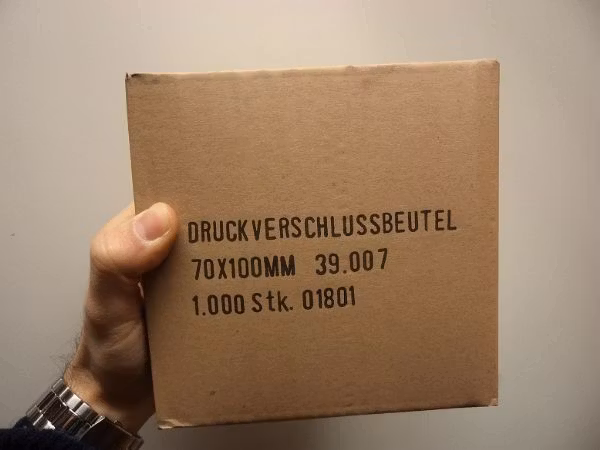 DRUCKVERSCHLUSSBEUTEL
70X100MM 39.007
1.000 Stk. 01801